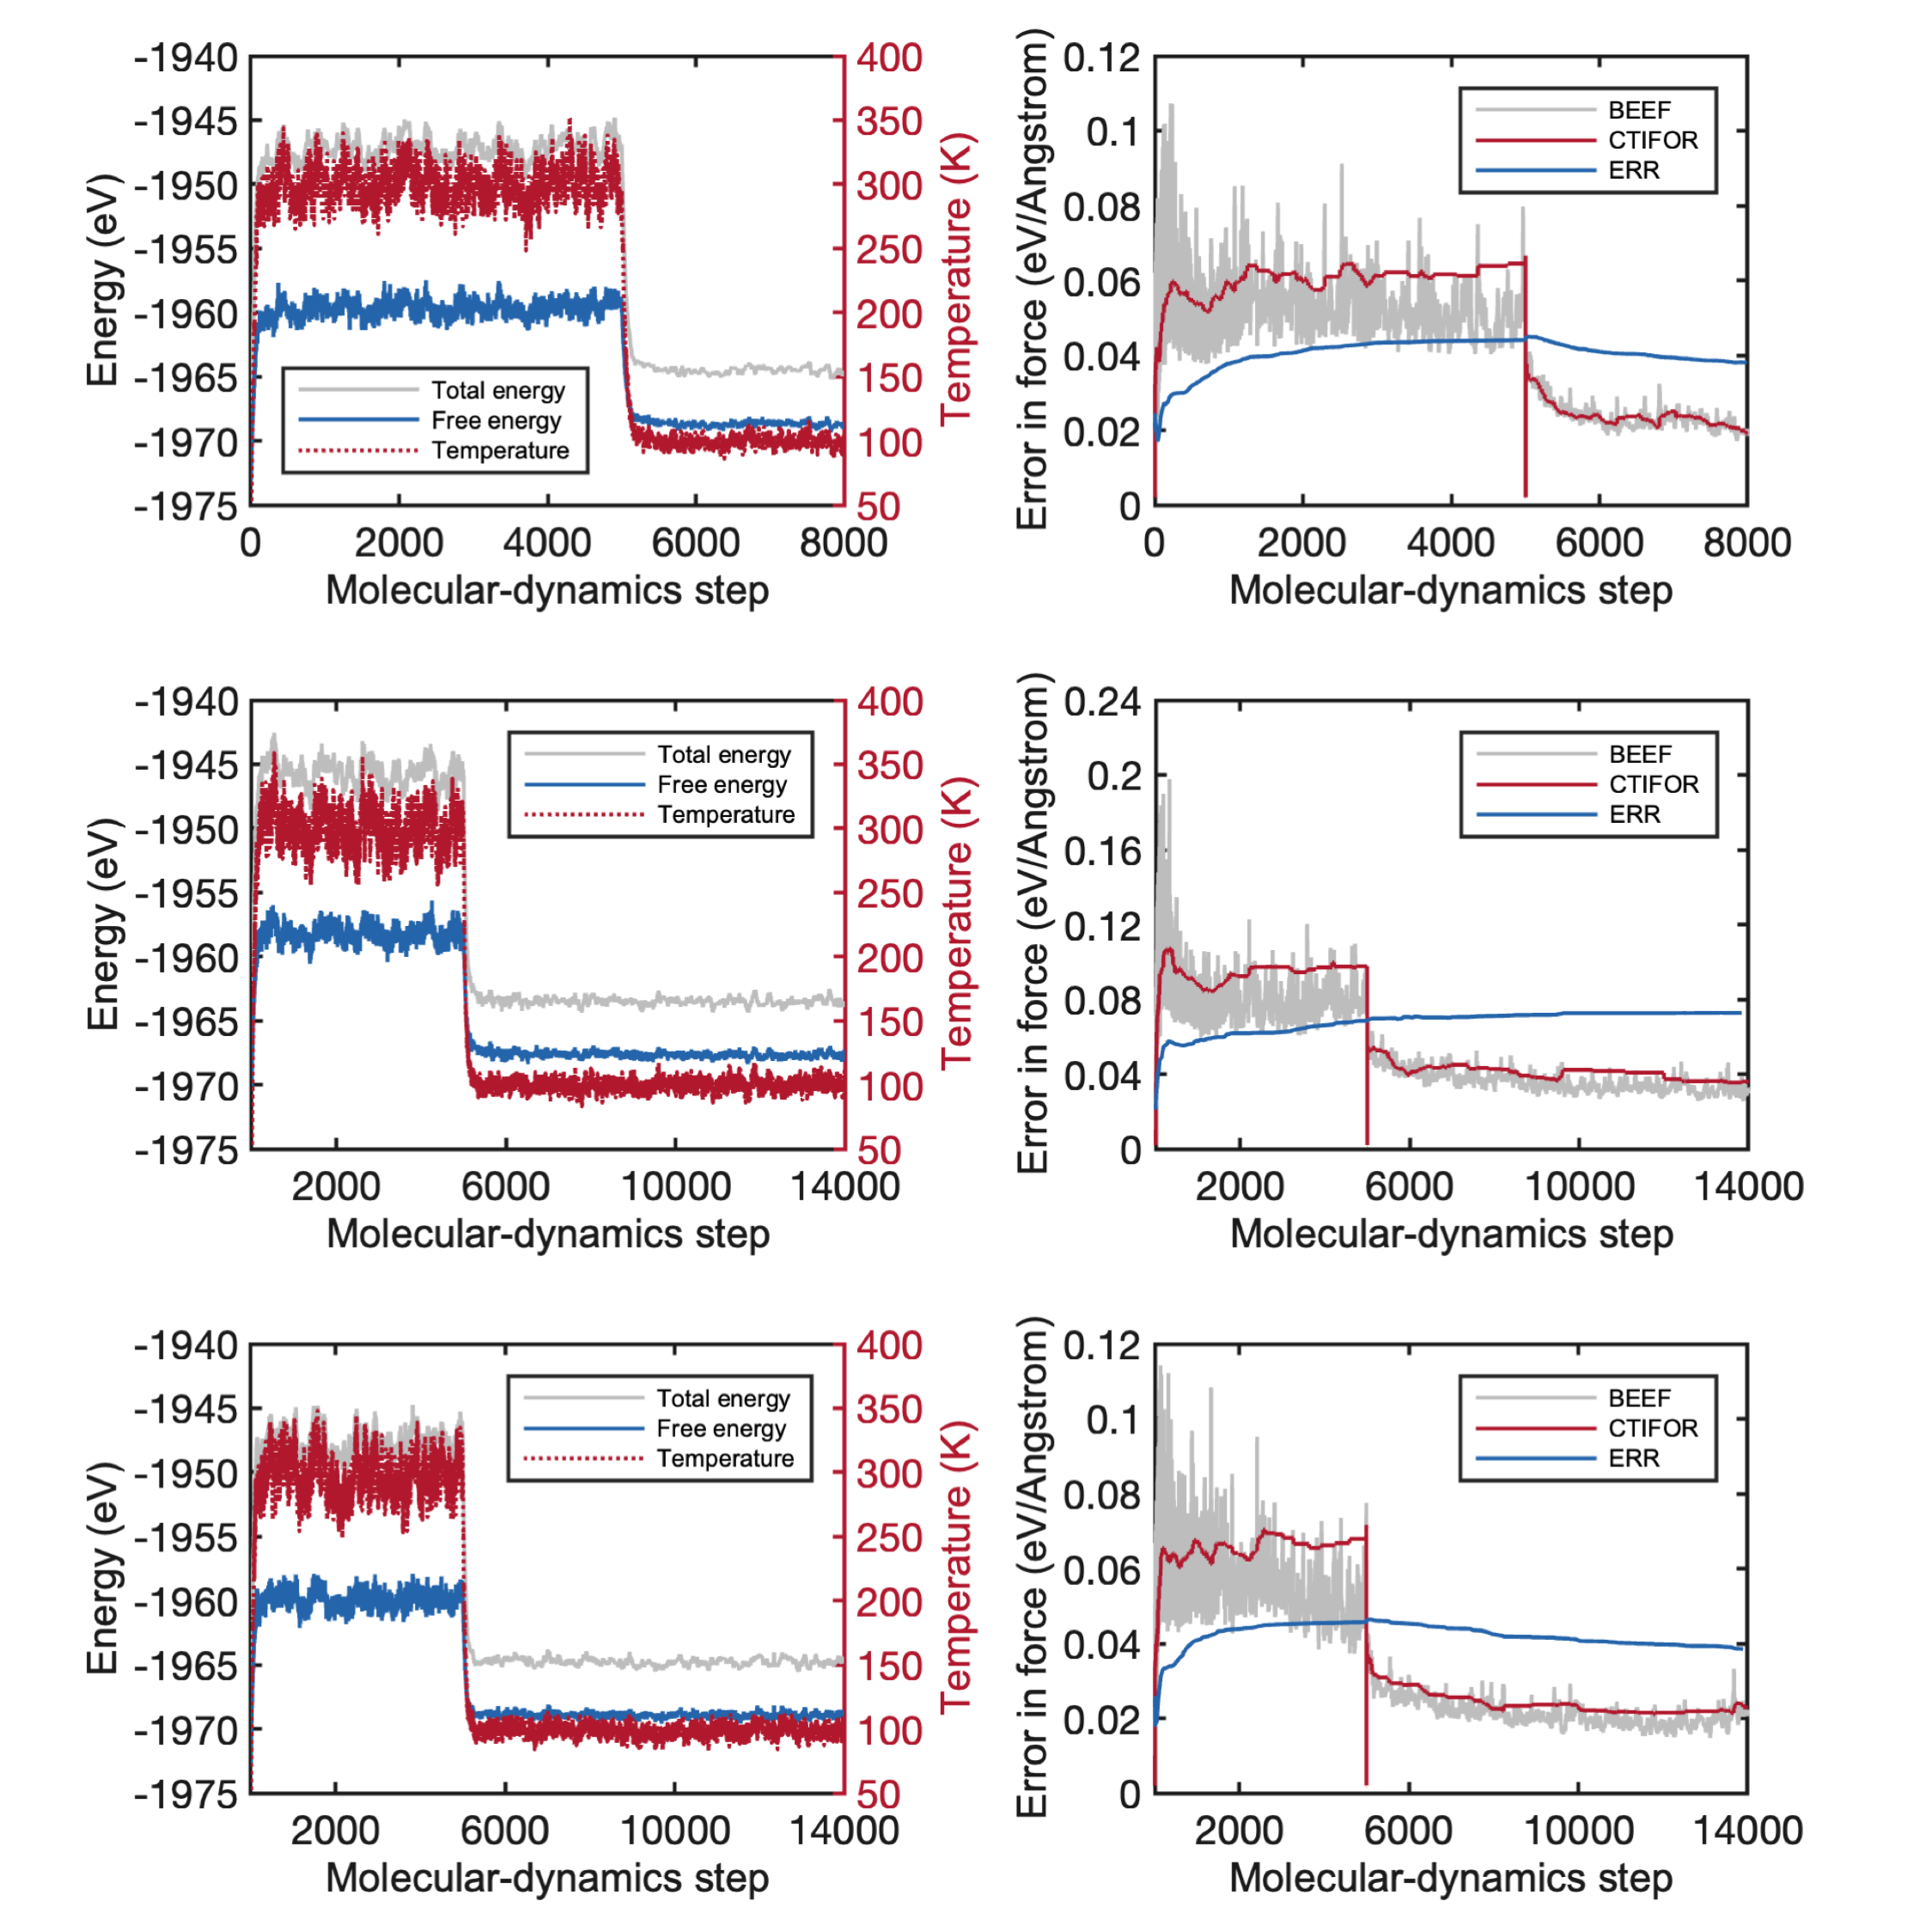 Energy (eV)
-1940
-1945
-1950
-1955
-1960
-1965
-1970
-1975
Total energy
Free energy
Temperature
400
350
300
250
200
150
100
50
Temperature (K)
0 2000 4000 6000 8000
Molecular-dynamics step
Error in force (eV/Angstrom)
0.12
0.1
0.08
0.06
0.04
0.02
0
BEEF
CTIFOR
ERR
0 2000 4000 6000 8000
Molecular-dynamics step
Energy (eV)
-1940
-1945
-1950
-1955
-1960
-1965
-1970
-1975
Total energy
Free energy
Temperature
400
350
300
250
200
150
100
50
Temperature (K)
2000 6000 10000 14000
Molecular-dynamics step
Error in force (eV/Angstrom)
0.24
0.2
0.16
0.12
0.08
0.04
0
BEEF
CTIFOR
ERR
2000 6000 10000 14000
Molecular-dynamics step
Energy (eV)
-1940
-1945
-1950
-1955
-1960
-1965
-1970
-1975
Total energy
Free energy
Temperature
400
350
300
250
200
150
100
50
Temperature (K)
2000 6000 10000 14000
Molecular-dynamics step
Error in force (eV/Angstrom)
0.12
0.1
0.08
0.06
0.04
0.02
0
BEEF
CTIFOR
ERR
2000 6000 10000 14000
Molecular-dynamics step